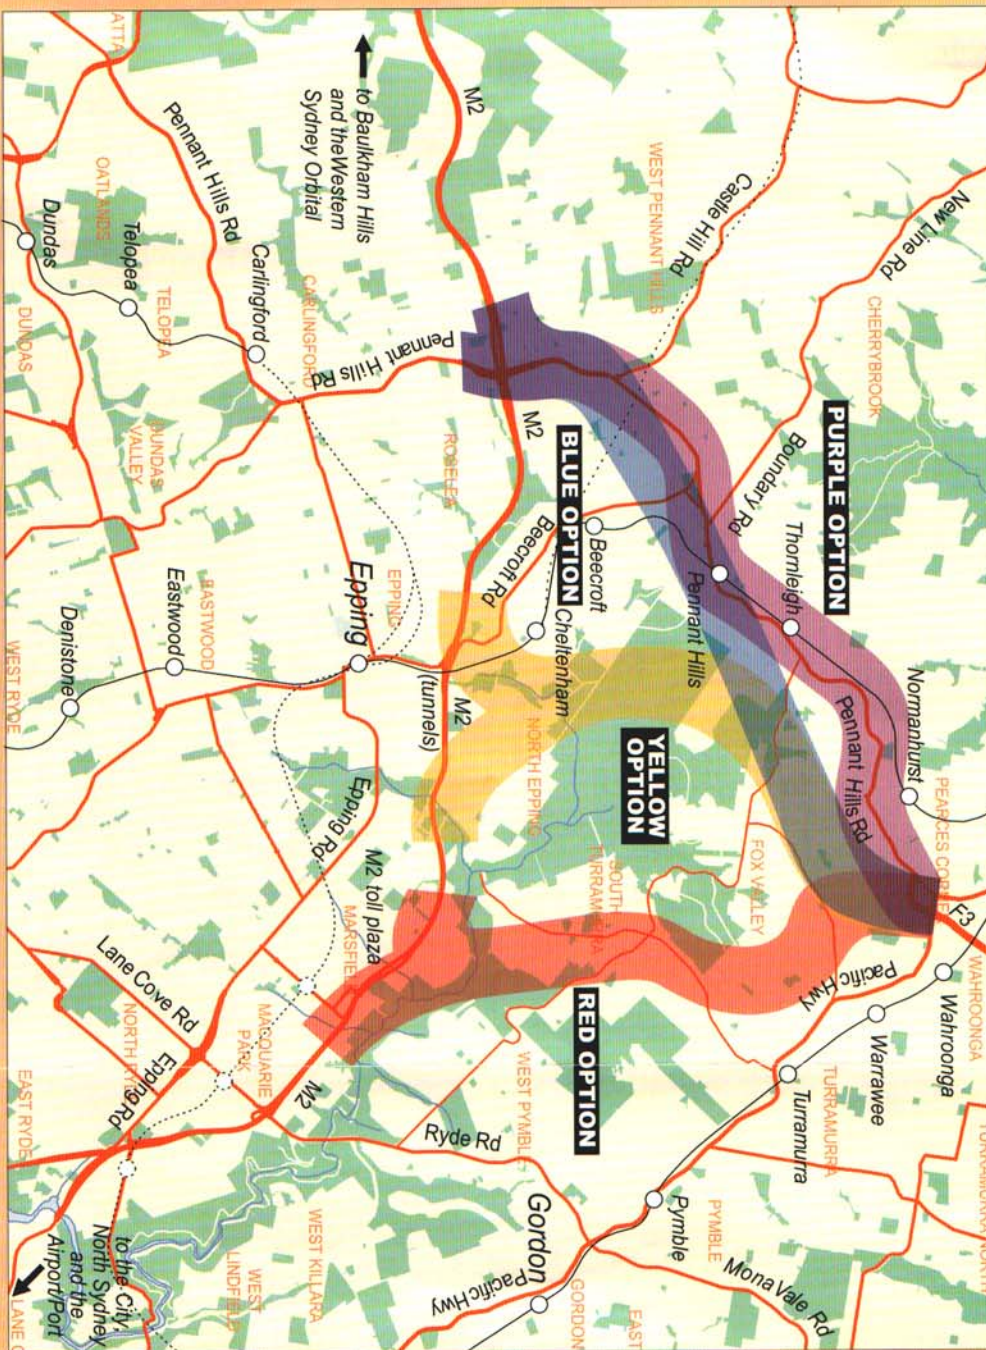 WAHROONGA
Wahroonga
PEARCES
F3
New Line Rd
Normanhurst
Warrawee
CHERRYBROOK
Pennant Hills Rd
Pacific Hwy
TURRAMURRA
Turramurra
PURPLE OPTION
Thornleigh
Boundary Rd
FOX VALLEY
Mona Vale Rd
Castle Hill Rd
PYMBLE
Pymble
Pennant Hills
WEST PENNANT HILLS
YELLOW
OPTION
SOUTH
TURRAMURRA
EAST
Beecroft
RED OPTION
GORDON
BLUE OPTION
Cheltenham
Gordon
Beecroft Rd
NORTH EPPING
WEST PYMBLE
M2
M2
Ryde Rd
Pacific Hwy
ROSELEA
M2
(tunnels)
Pennant Hills Rd
EPPING
Epping
to Baulkham Hills
and the Western
Sydney Orbital
M2 toll plaza
MARSFIELD
Epping Rd
M2
WEST KILLARA
CARLINGFORD
Carlingford
MACQUARIE
PARK
WEST
LINDFIELD
Pennant Hills Rd
EASTWOOD
Eastwood
Lane Cove Rd
Epping Rd
TELOPEA
Telopea
DUNDAS
VALLEY
NORTH RYDE
OATLANDS
Dundas
Denistone
to the City,
North Sydney
and the
Airport/Port
DUNDAS
WEST RYDE
EAST RYDE